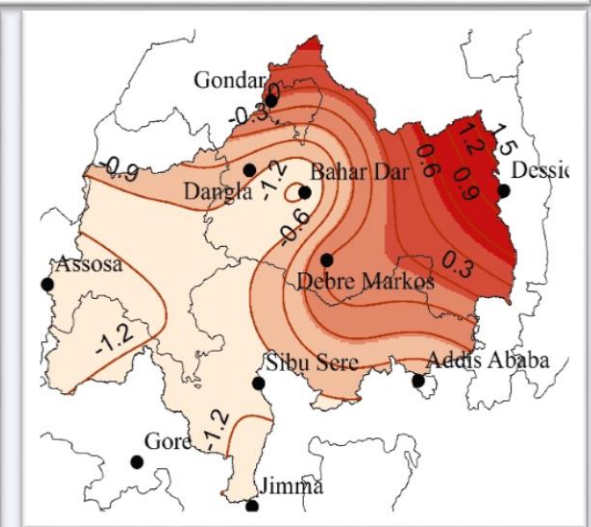 Gondar
0
-0.3
-0.9
1.2
1.5
0.6
0.9
Dessie
Bahar Dar
-1.2
Dangla
-0.6
Assosa
0.3
Debre Markos
-1.2
Sibu Sere
Addis Ababa
-1.2
Gore
Jimma